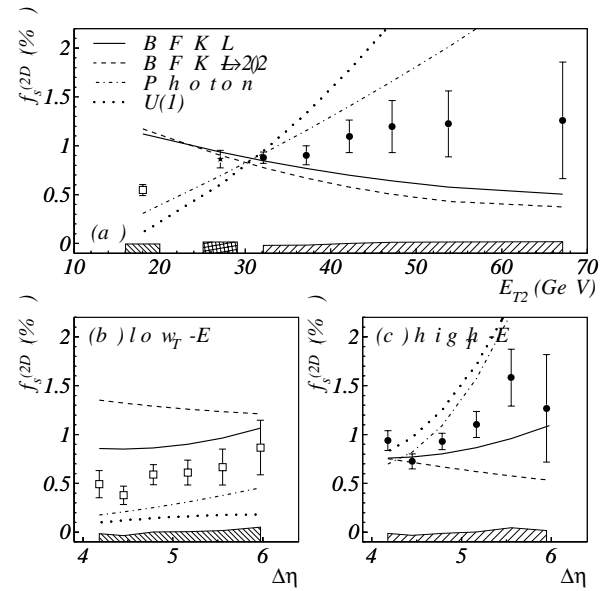 f_s^(2D) (%)
2
1.5
1
0.5
0
BFKL
BFKL (2→2)
Photon
U(1)
(a)
10 20 30 40 50 60 70
E_T2 (GeV)
f_s^(2D) (%)
2
1.5
1
0.5
0
(b) low-E_T
4 5 6
Δη
f_s^(2D) (%)
2
1.5
1
0.5
0
(c) high-E_T
4 5 6
Δη